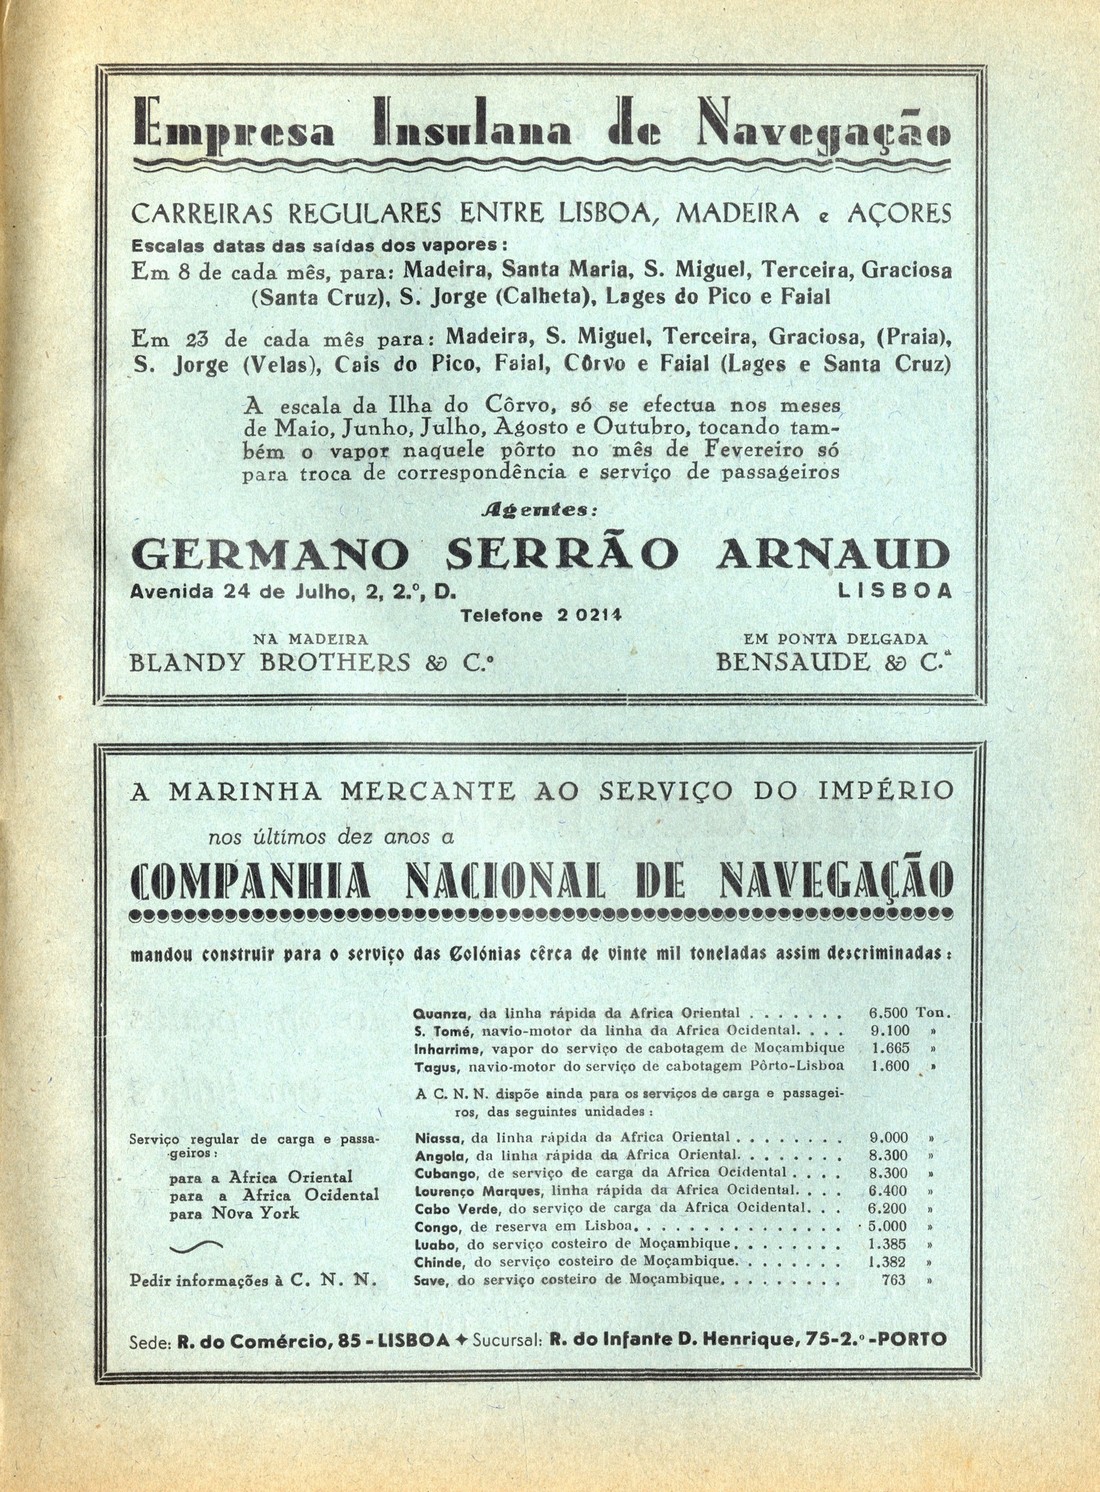 Empresa Insulana de Navegação
CARREIRAS REGULARES ENTRE LISBOA, MADEIRA e AÇORES
Escalas datas das saídas dos vapores :
Em 8 de cada mês, para: Madeira, Santa Maria, S. Miguel, Terceira, Graciosa
(Santa Cruz), S. Jorge (Calheta), Lages do Pico e Faial
Em 23 de cada mês para: Madeira, S. Miguel, Terceira, Graciosa, (Praia),
S. Jorge (Velas), Cais do Pico, Faial, Côrvo e Faial (Lages e Santa Cruz)
A escala da Ilha do Côrvo, só se efectua nos meses
de Maio, Junho, Julho, Agosto e Outubro, tocando tam-
bém o vapor naquele pôrto no mês de Fevereiro só
para troca de correspondência e serviço de passageiros
Agentes:
GERMANO SERRÃO ARNAUD
Avenida 24 de Julho, 2, 2.º, D. LISBOA
Telefone 2 0214
NA MADEIRA EM PONTA DELGADA
BLANDY BROTHERS & C.º BENSAUDE & C.ª
A MARINHA MERCANTE AO SERVIÇO DO IMPÉRIO
nos últimos dez anos a
COMPANHIA NACIONAL DE NAVEGAÇÃO
mandou construir para o serviço das Colónias cêrca de vinte mil toneladas assim descriminadas :
Quanza, da linha rápida da Africa Oriental . . . . . . . 6.500 Ton.
S. Tomé, navio-motor da linha da Africa Ocidental. . . . 9.100 »
Inharrime, vapor do serviço de cabotagem de Moçambique 1.665 »
Tagus, navio-motor do serviço de cabotagem Pôrto-Lisboa 1.600 »
A C. N. N. dispõe ainda para os serviços de carga e passagei-
ros, das seguintes unidades :
Serviço regular de carga e passa-
geiros :
para a Africa Oriental
para a Africa Ocidental
para NOva York
Pedir informações à C. N. N.
Niassa, da linha rápida da Africa Oriental . . . . . . . . 9.000 »
Angola, da linha rápida da Africa Oriental. . . . . . . . 8.300 »
Cubango, de serviço de carga da Africa Ocidental . . . . 8.300 »
Lourenço Marques, linha rápida da Africa Ocidental. . . . 6.400 »
Cabo Verde, do serviço de carga da Africa Ocidental. . . 6.200 »
Congo, de reserva em Lisboa. . . . . . . . . . . . . . . 5.000 »
Luabo, do serviço costeiro de Moçambique. . . . . . . . 1.385 »
Chinde, do serviço costeiro de Moçambique. . . . . . . . 1.382 »
Save, do serviço costeiro de Moçambique. . . . . . . . . 763 »
Sede: R. do Comércio, 85 - LISBOA ✦ Sucursal: R. do Infante D. Henrique, 75-2.º - PORTO